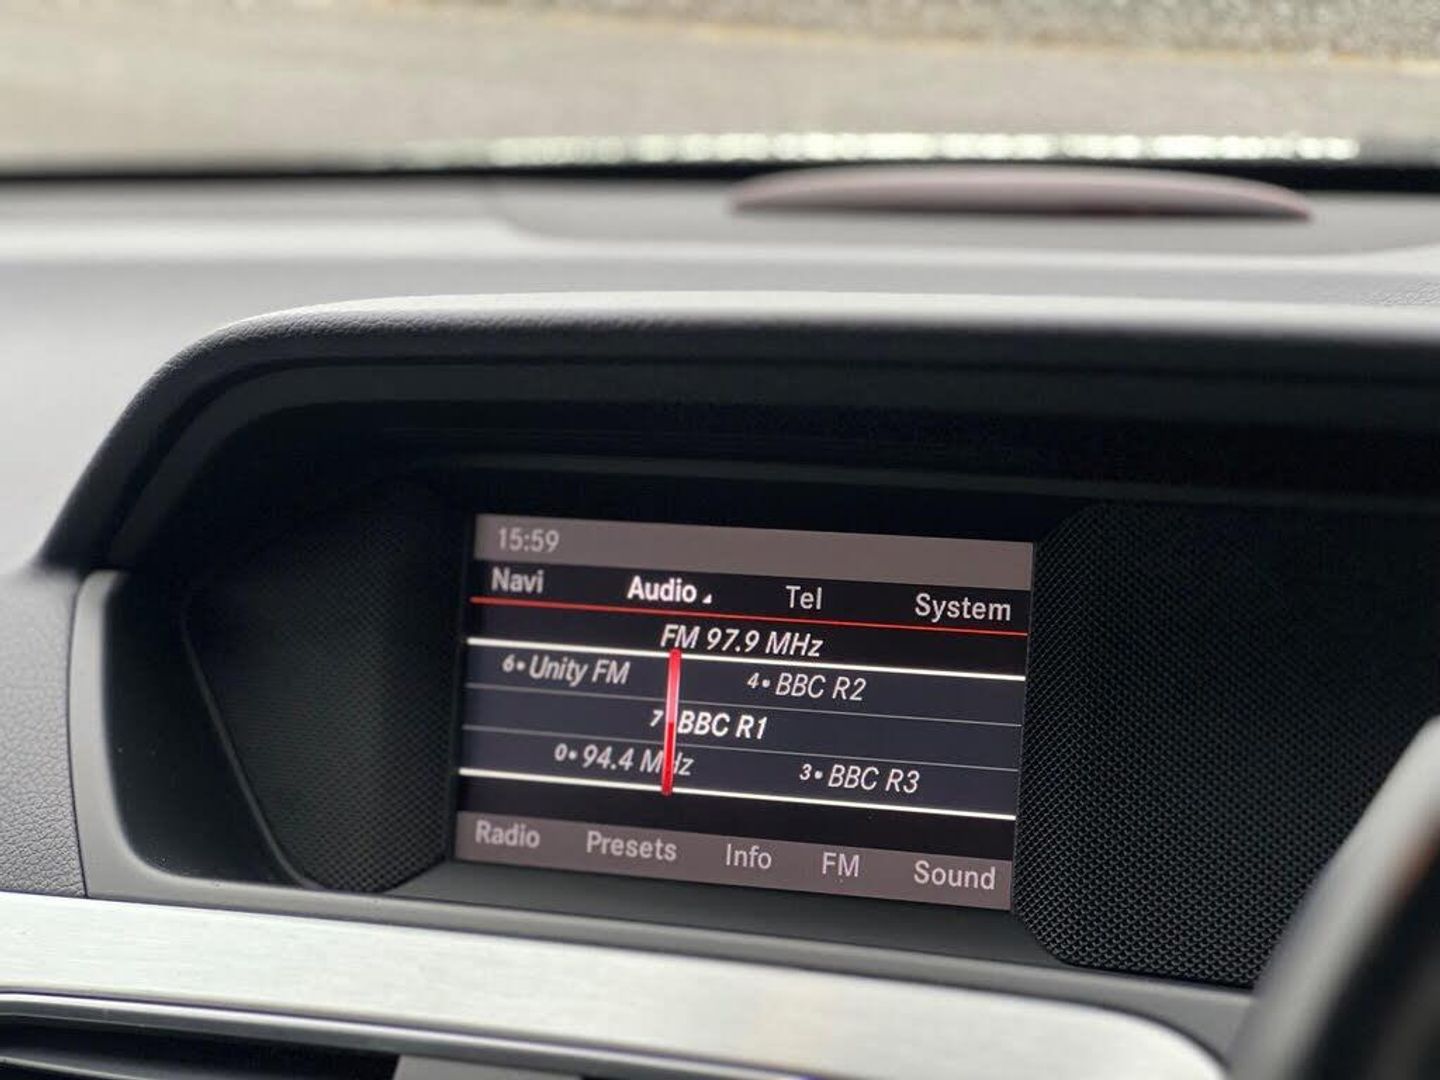 15:59
Navi Audio Tel System
FM 97.9 MHz
6• Unity FM 4• BBC R2
7 BBC R1
0• 94.4 MHz 3• BBC R3
Radio Presets Info FM Sound